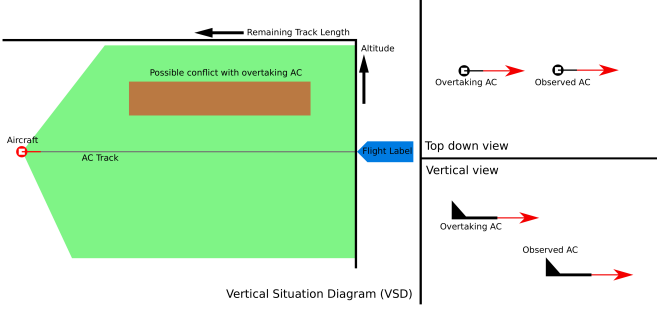 Remaining Track Length
Altitude
Possible conflict with overtaking AC
Aircraft
AC Track
Flight Label
Vertical Situation Diagram (VSD)
Overtaking AC
Observed AC
Top down view
Vertical view
Overtaking AC
Observed AC